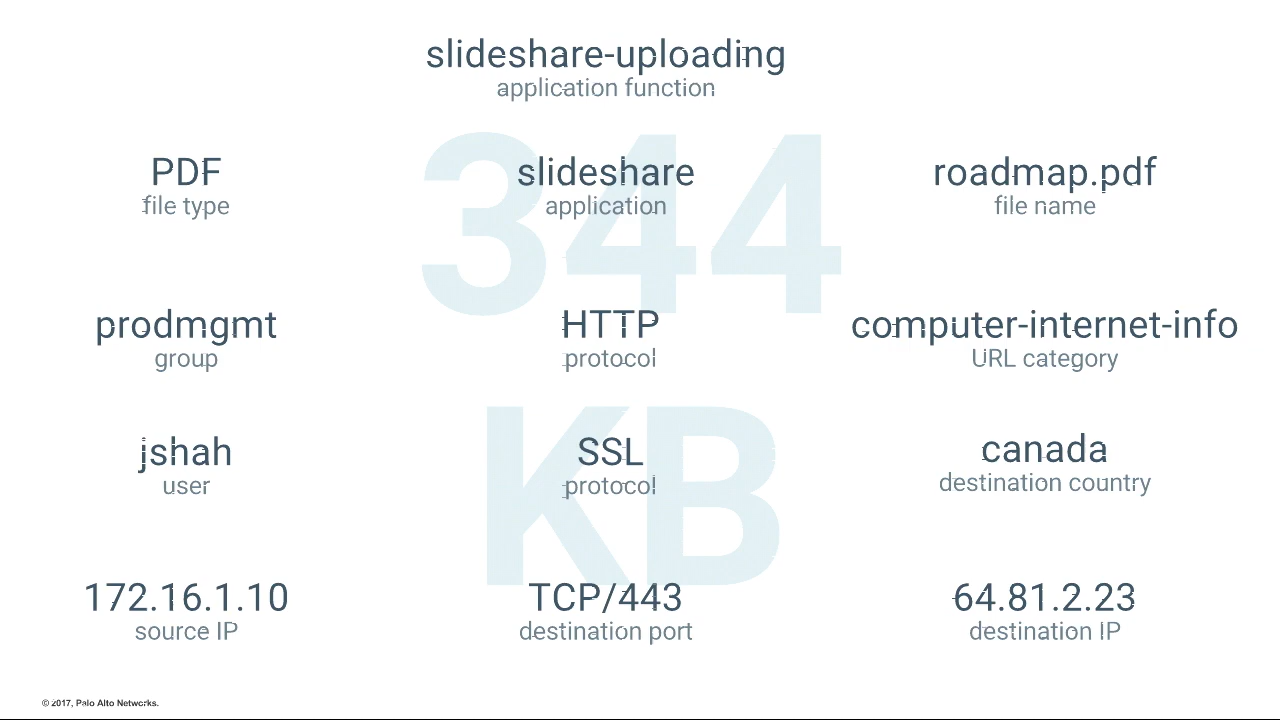 slideshare-uploading
application function
344
KB
PDF
file type
slideshare
application
roadmap.pdf
file name
prodmgmt
group
HTTP
protocol
computer-internet-info
URL category
jshah
user
SSL
protocol
canada
destination country
172.16.1.10
source IP
TCP/443
destination port
64.81.2.23
destination IP
© 2017, Palo Alto Networks.